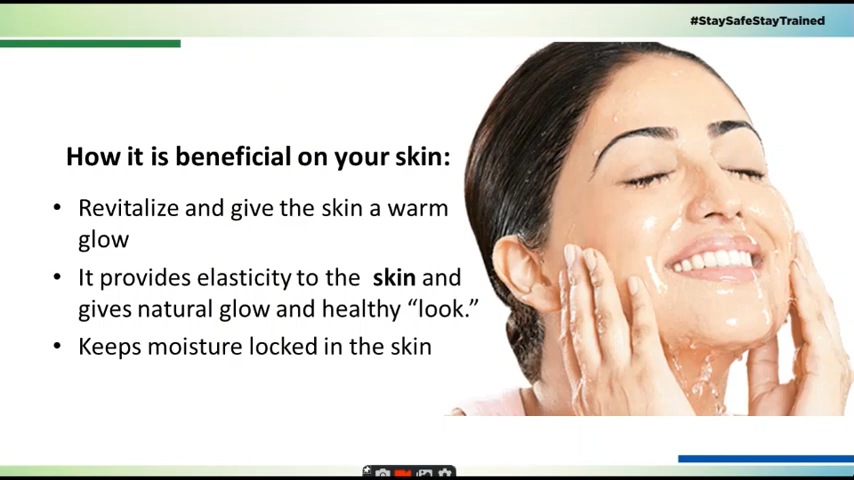 #StaySafeStayTrained
How it is beneficial on your skin:
• Revitalize and give the skin a warm
glow
• It provides elasticity to the skin and
gives natural glow and healthy “look.”
• Keeps moisture locked in the skin